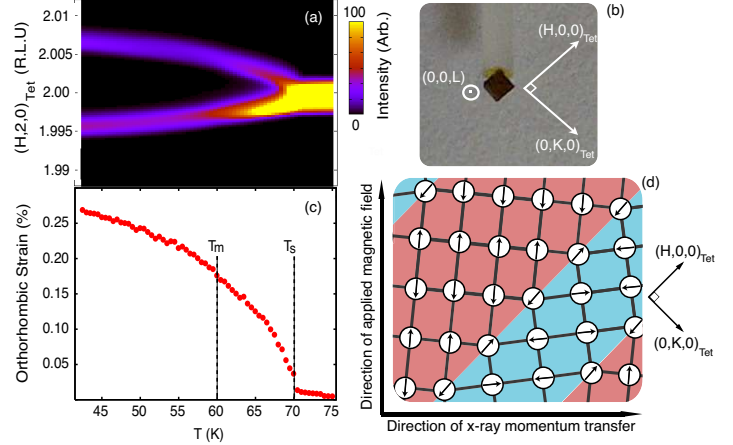 (a)
2.01
2.005
2.00
1.995
1.99
(H,2,0)Tet (R.L.U)
100
0
Intensity (Arb.)
(b)
(H,0,0)Tet
(0,0,L)
(0,K,0)Tet
(c)
0.25
0.20
0.15
0.10
0.05
Orthorhombic Strain (%)
Tm
Ts
45 50 55 60 65 70 75
T (K)
(d)
Direction of applied magnetic field
(H,0,0)Tet
(0,K,0)Tet
Direction of x-ray momentum transfer